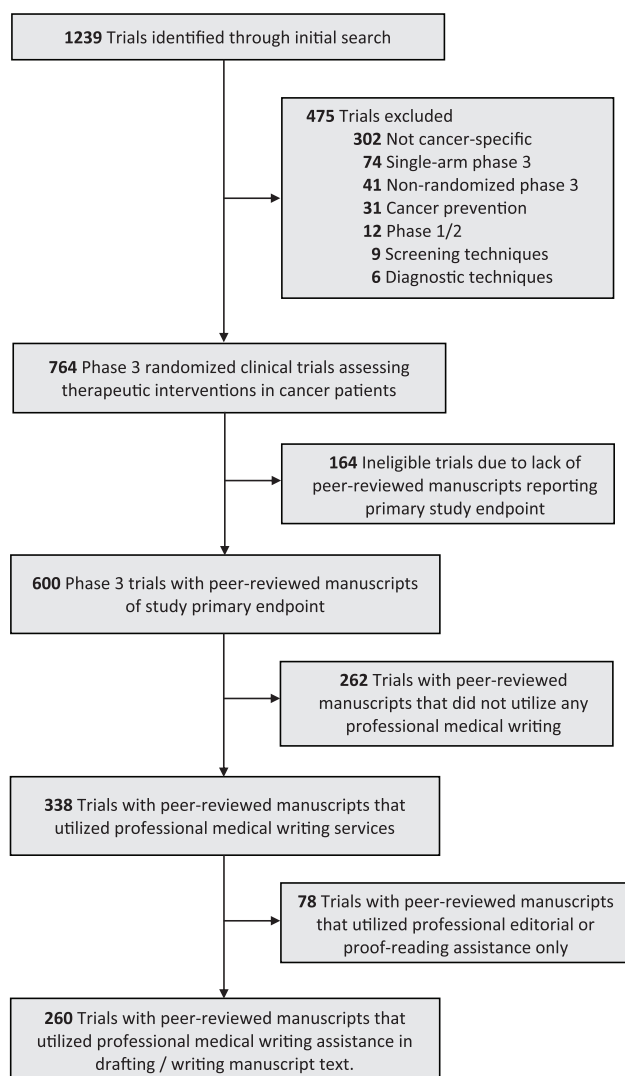 1239 Trials identified through initial search
475 Trials excluded
302 Not cancer-specific
74 Single-arm phase 3
41 Non-randomized phase 3
31 Cancer prevention
12 Phase 1/2
9 Screening techniques
6 Diagnostic techniques
764 Phase 3 randomized clinical trials assessing
therapeutic interventions in cancer patients
164 Ineligible trials due to lack of
peer-reviewed manuscripts reporting
primary study endpoint
600 Phase 3 trials with peer-reviewed manuscripts
of study primary endpoint
262 Trials with peer-reviewed
manuscripts that did not utilize any
professional medical writing
338 Trials with peer-reviewed manuscripts that
utilized professional medical writing services
78 Trials with peer-reviewed manuscripts
that utilized professional editorial or
proof-reading assistance only
260 Trials with peer-reviewed manuscripts that
utilized professional medical writing assistance in
drafting / writing manuscript text.